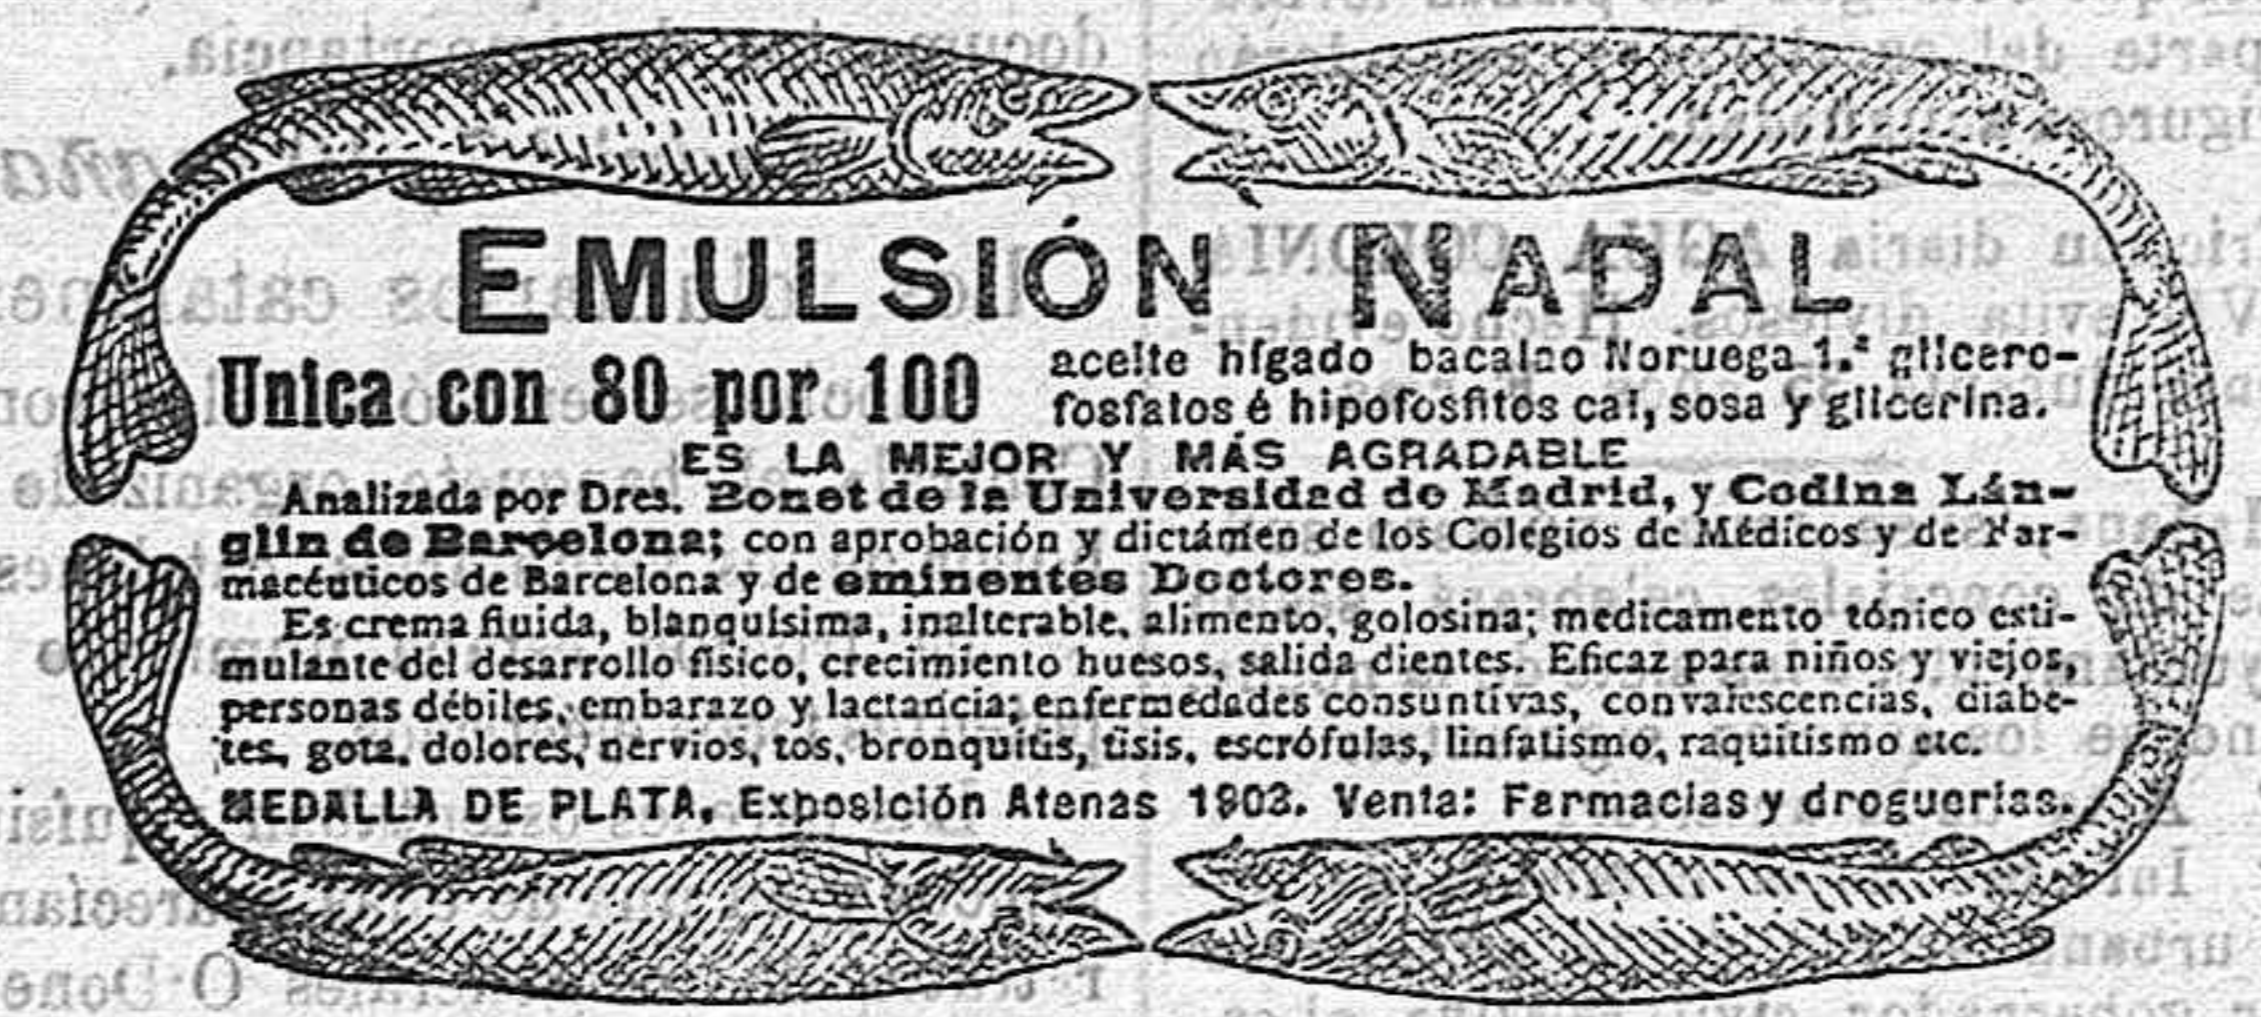 EMULSIÓN NADAL
Unica con 80 por 100 aceite hígado bacalao Noruega 1.ª glicero-
fosfatos é hipofosfitos cal, sosa y glicerina.
ES LA MEJOR Y MÁS AGRADABLE
Analizada por Dres. Bonet de la Universidad de Madrid, y Codina Lán-
glin de Barcelona; con aprobación y dictámen de los Colegios de Médicos y de Far-
macéuticos de Barcelona y de eminentes Doctores.
Es crema fluida, blanquísima, inalterable, alimento, golosina; medicamento tónico esti-
mulante del desarrollo físico, crecimiento huesos, salida dientes. Eficaz para niños y viejos,
personas débiles, embarazo y lactancia; enfermedades consuntivas, convalescencias, diabe-
tes, gota, dolores, nervios, tos, bronquitis, tisis, escrófulas, linfatismo, raquitismo etc.
MEDALLA DE PLATA, Exposición Atenas 1903. Venta: Farmacias y droguerías.